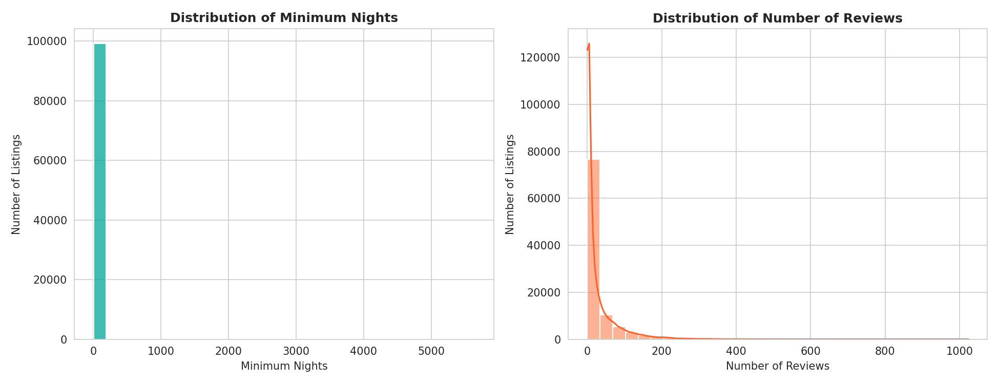 Distribution of Minimum Nights
100000
80000
60000
40000
20000
0
Number of Listings
0 1000 2000 3000 4000 5000
Minimum Nights
Distribution of Number of Reviews
120000
100000
80000
60000
40000
20000
0
Number of Listings
0 200 400 600 800 1000
Number of Reviews